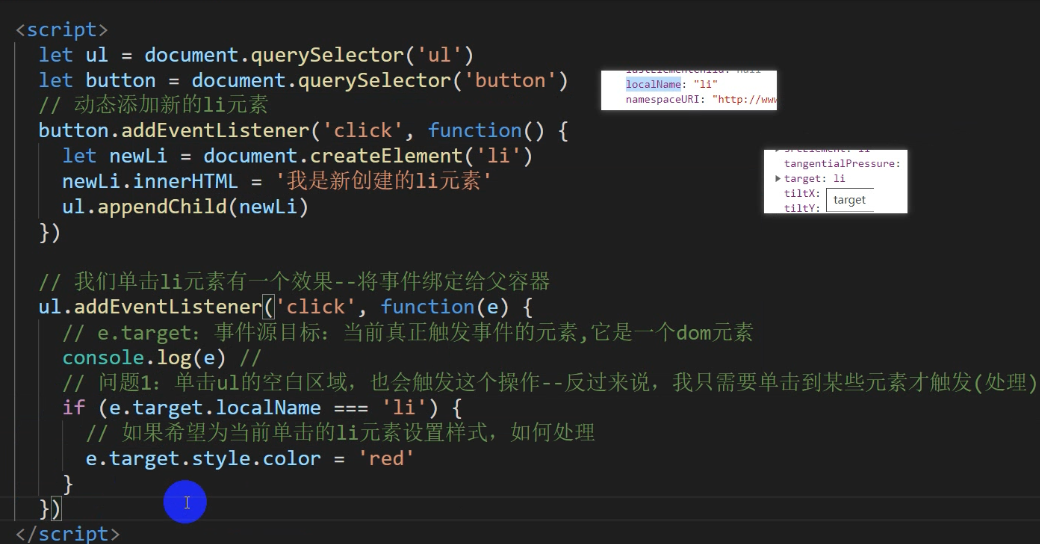 <script>
let ul = document.querySelector('ul')
let button = document.querySelector('button')
// 动态添加新的li元素
button.addEventListener('click', function() {
let newLi = document.createElement('li')
newLi.innerHTML = '我是新创建的li元素'
ul.appendChild(newLi)
})
// 我们单击li元素有一个效果--将事件绑定给父容器
ul.addEventListener('click', function(e) {
// e.target: 事件源目标: 当前真正触发事件的元素,它是一个dom元素
console.log(e) //
// 问题1: 单击ul的空白区域, 也会触发这个操作--反过来说, 我只需要单击到某些元素才触发(处理)
if (e.target.localName === 'li') {
// 如果希望为当前单击的li元素设置样式, 如何处理
e.target.style.color = 'red'
}
})
</script>
localName: "li"
namespaceURI: "http://www
tangentialPressure:
target: li
tiltX:
target
tiltY: